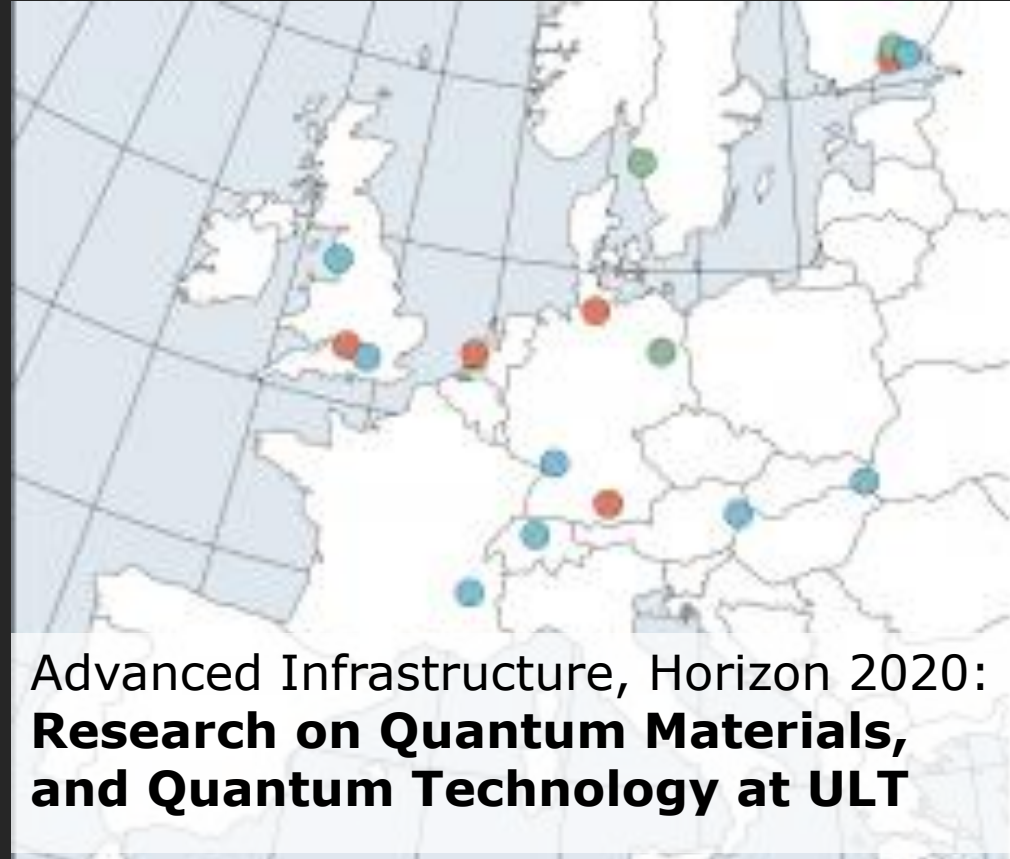 Advanced Infrastructure, Horizon 2020:
Research on Quantum Materials,
and Quantum Technology at ULT